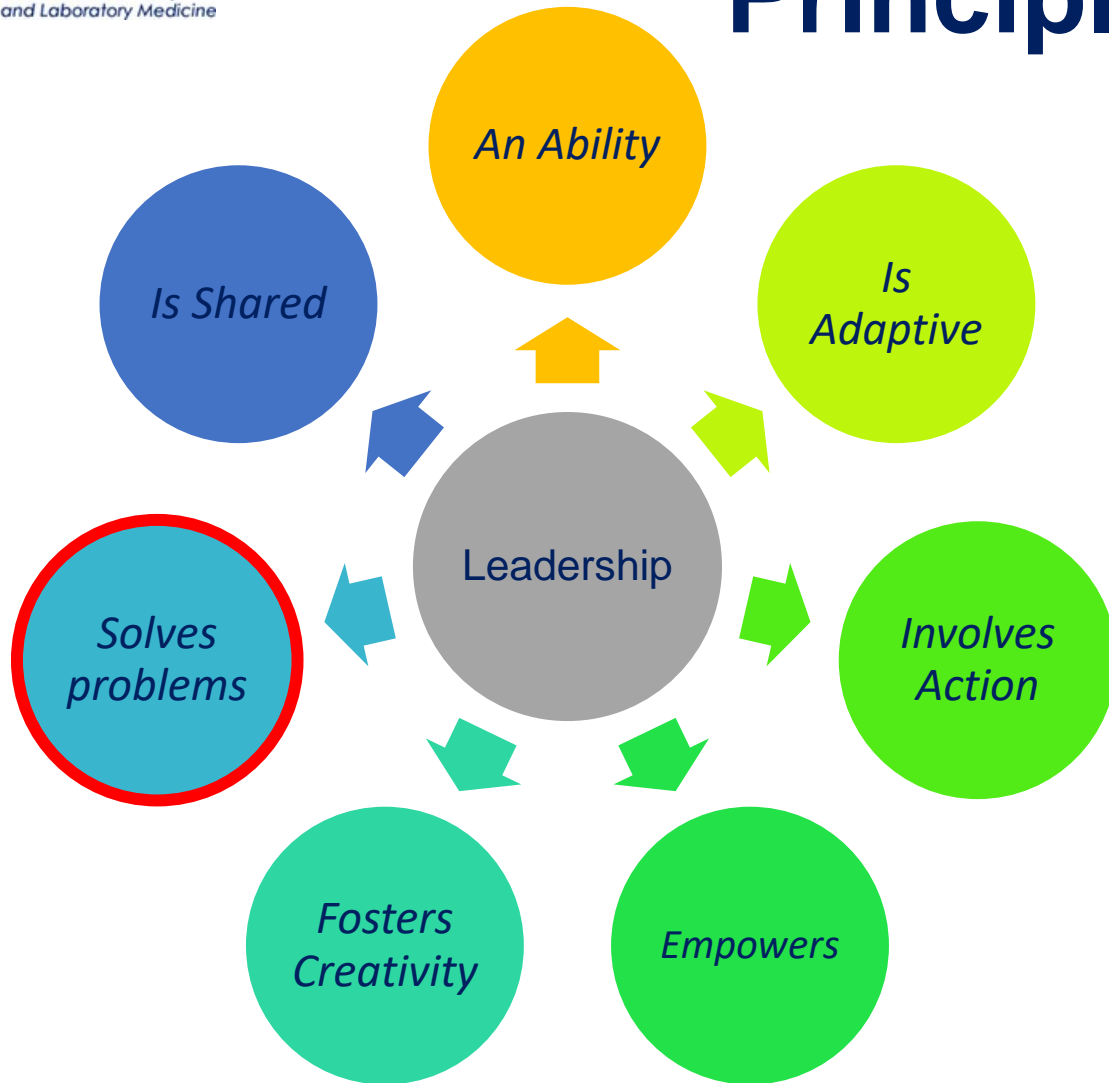 and Laboratory Medicine
An Ability
Is Shared
Is
Adaptive
Leadership
Solves
problems
Involves
Action
Fosters
Creativity
Empowers